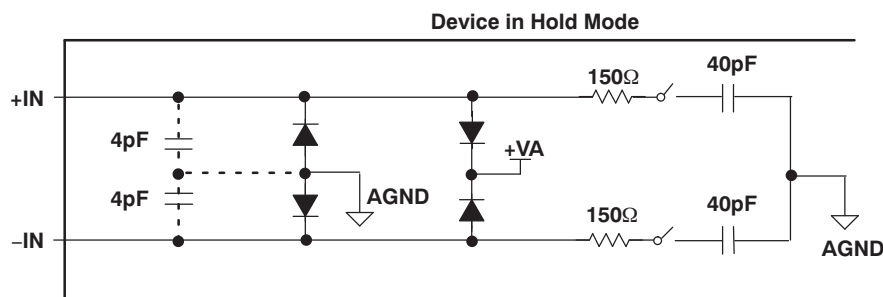 Device in Hold Mode
150Ω
40pF
+IN
4pF
+VA
4pF
AGND
150Ω
40pF
−IN
AGND